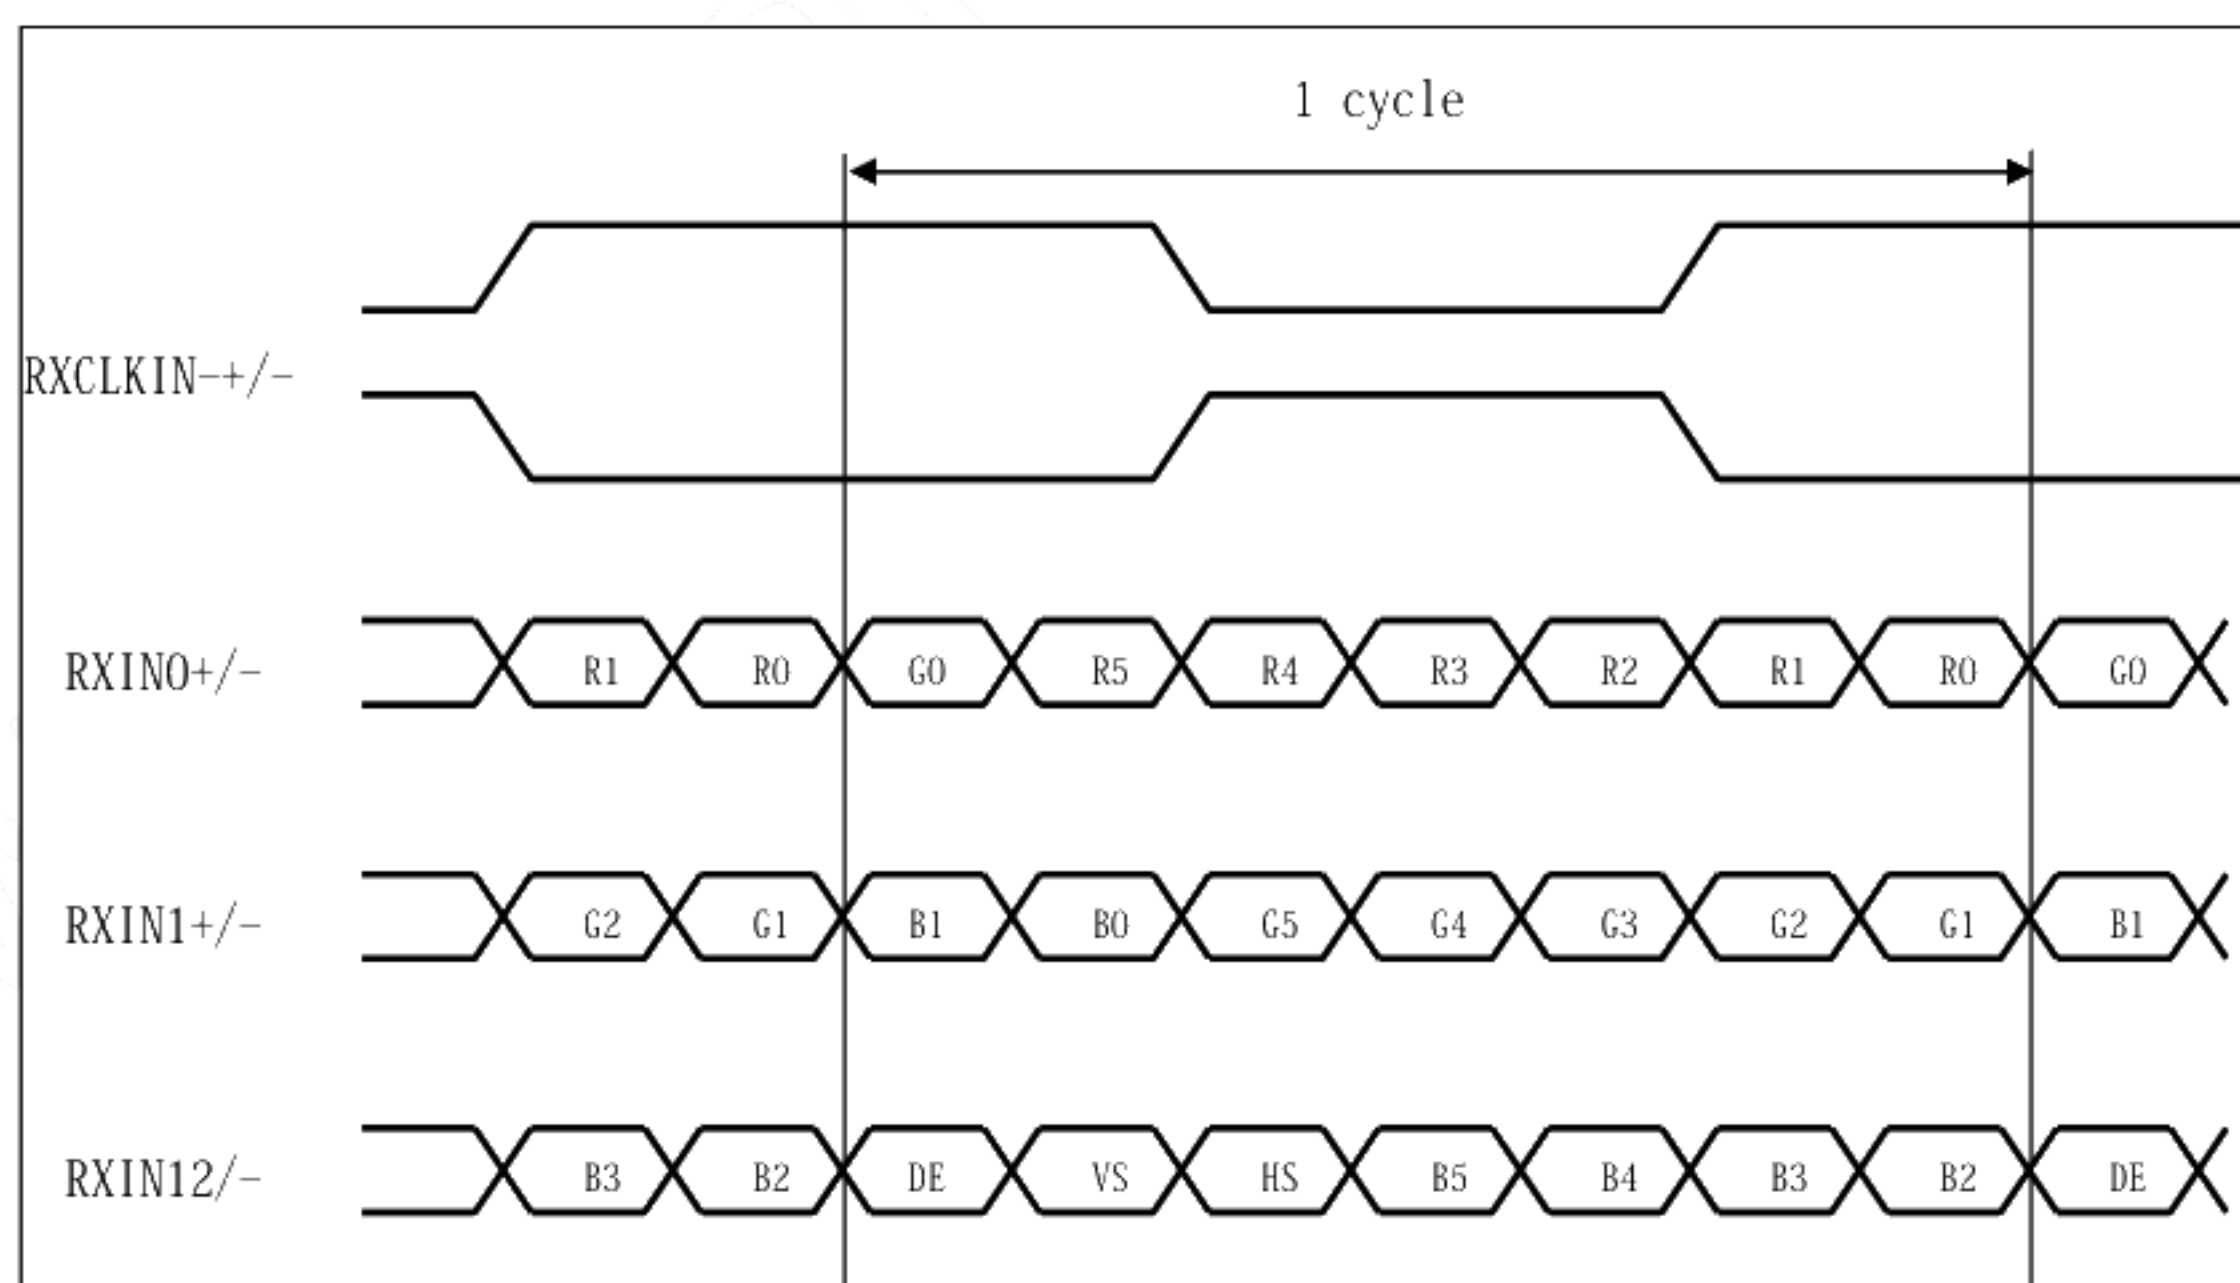 1 cycle
RXCLKIN-+/-
RXIN0+/- R1 R0 G0 R5 R4 R3 R2 R1 R0 G0
RXIN1+/- G2 G1 B1 B0 G5 G4 G3 G2 G1 B1
RXIN12/- B3 B2 DE VS HS B5 B4 B3 B2 DE